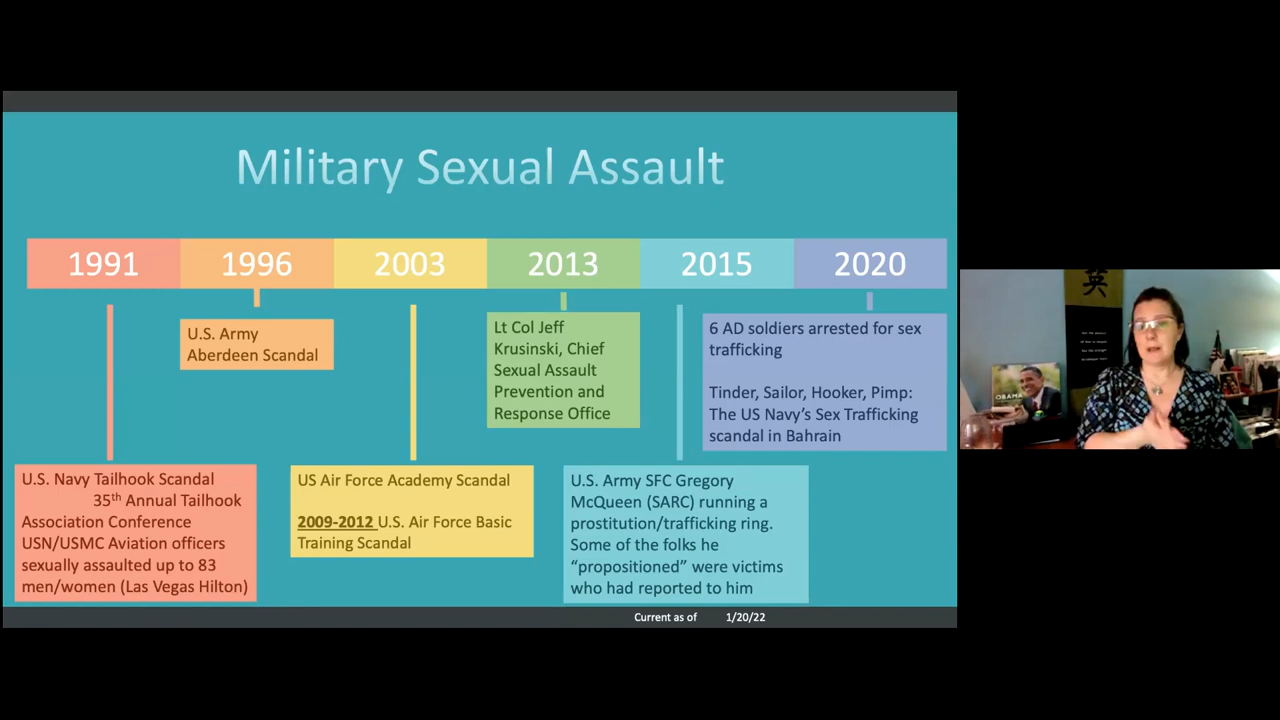 Military Sexual Assault
1991
1996
2003
2013
2015
2020
U.S. Army
Aberdeen Scandal
Lt Col Jeff
Krusinski, Chief
Sexual Assault
Prevention and
Response Office
6 AD soldiers arrested for sex
trafficking
Tinder, Sailor, Hooker, Pimp:
The US Navy’s Sex Trafficking
scandal in Bahrain
U.S. Navy Tailhook Scandal
35th Annual Tailhook
Association Conference
USN/USMC Aviation officers
sexually assaulted up to 83
men/women (Las Vegas Hilton)
US Air Force Academy Scandal
2009-2012 U.S. Air Force Basic
Training Scandal
U.S. Army SFC Gregory
McQueen (SARC) running a
prostitution/trafficking ring.
Some of the folks he
“propositioned” were victims
who had reported to him
Current as of 1/20/22
英
OBAMA